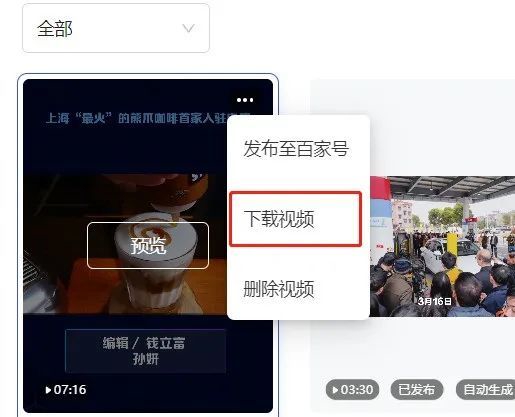 全部
上海“最火”的熊爪咖啡首家入驻
发布至百家号
下载视频
预览
删除视频
3月16日
编辑 / 钱立富
孙妍
07:16
03:30
已发布
自动生成